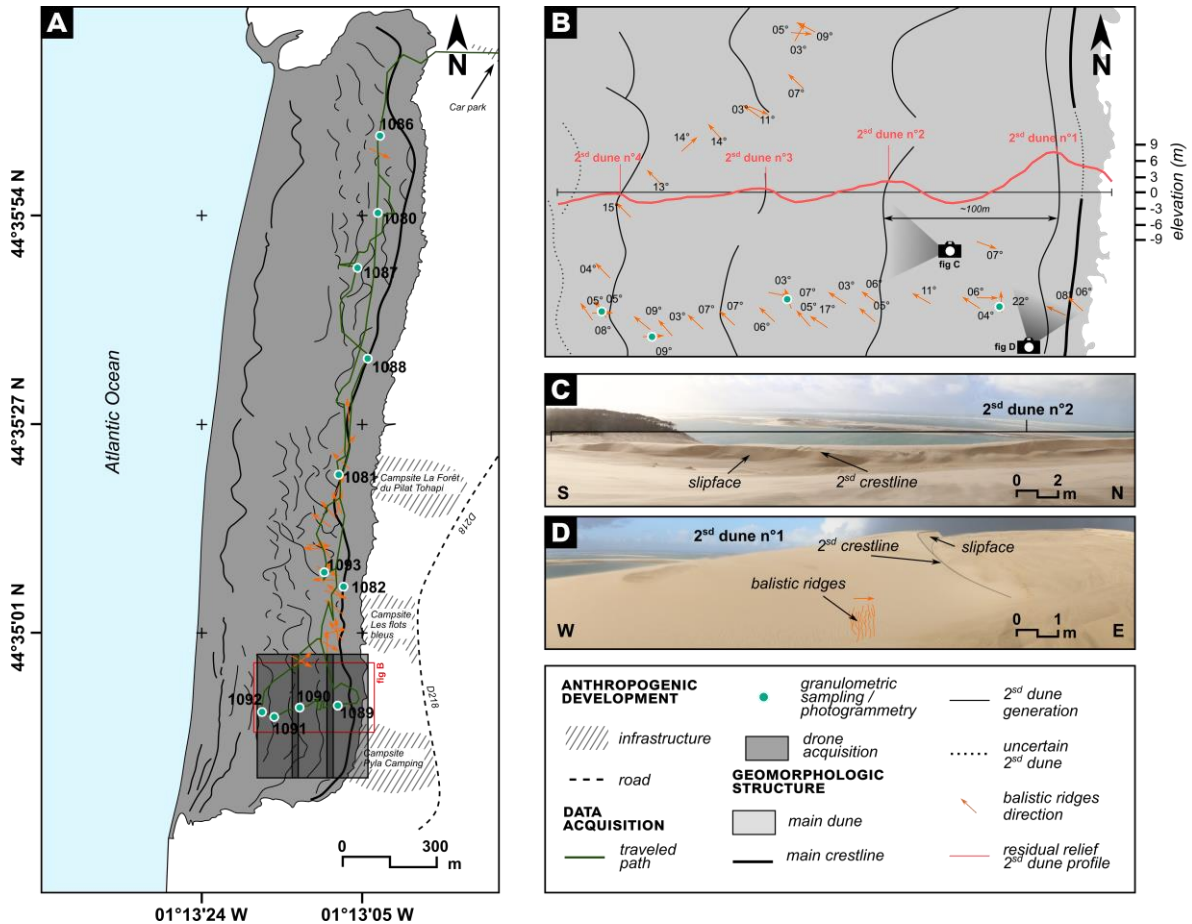 A
N
Car park
1086
1080
1087
1088
1081
Campsite La Forêt
du Pilat Tohapi
D218
1093
1082
Campsite
Les flots
bleus
fig B
1092
1090
1089
1091
D218
Campsite
Pyla Camping
Atlantic Ocean
44°35'54 N
44°35'27 N
44°35'01 N
0 300
m
01°13'24 W
01°13'05 W
B
N
05°
09°
03°
07°
03°
11°
14°
14°
2sd dune n°4
2sd dune n°3
2sd dune n°2
2sd dune n°1
13°
15°
~100m
9
6
3
0
-3
-6
-9
elevation (m)
fig C
07°
04°
05°
05°
08°
09°
09°
03°
07°
07°
06°
03°
07°
05°
17°
03°
06°
05°
11°
06°
04°
22°
08°
06°
fig D
C
2sd dune n°2
slipface
2sd crestline
0 2
m
S
N
D
2sd dune n°1
2sd crestline
slipface
balistic ridges
0 1
m
W
E
ANTHROPOGENIC
DEVELOPMENT
infrastructure
road
DATA
ACQUISITION
traveled
path
granulometric
sampling /
photogrammetry
drone
acquisition
GEOMORPHOLOGIC
STRUCTURE
main dune
main crestline
2sd dune
generation
uncertain
2sd dune
balistic ridges
direction
residual relief
2sd dune profile